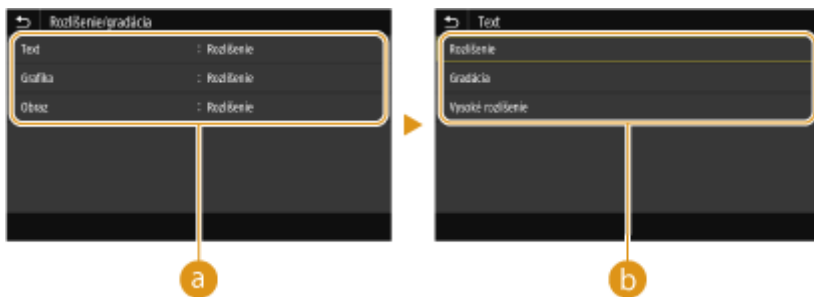 Rozlíšenie/gradácia
Text : Rozlíšenie
Grafika : Rozlíšenie
Obraz : Rozlíšenie
a
Text
Rozlíšenie
Gradácia
Vysoké rozlíšenie
b